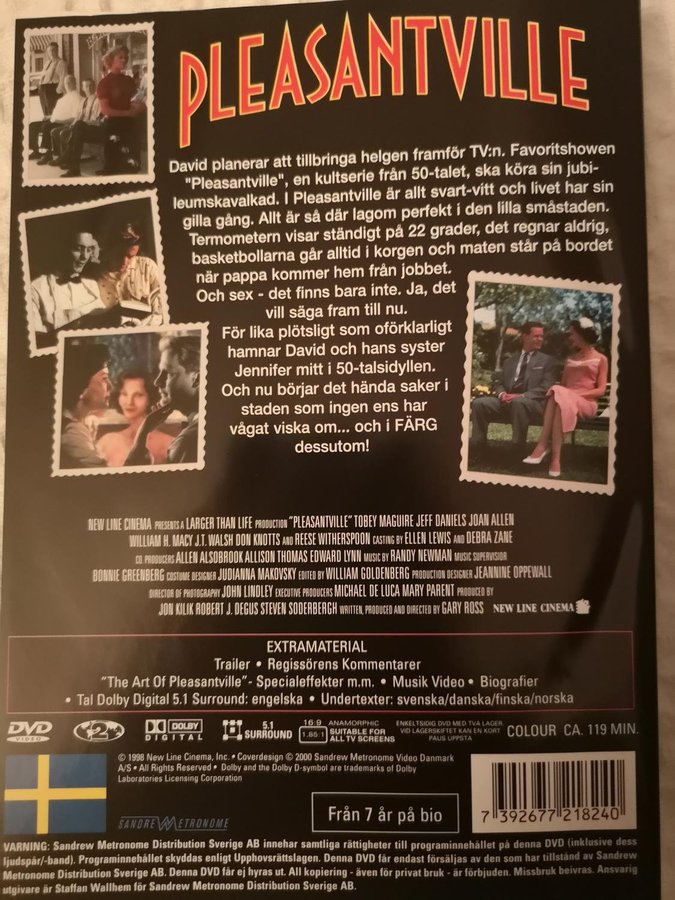 PLEASANTVILLE
David planerar att tillbringa helgen framför TV:n. Favoritshowen
"Pleasantville", en kultserie från 50-talet, ska köra sin jubi-
leumskavalkad. I Pleasantville är allt svart-vitt och livet har sin
gilla gång. Allt är så där lagom perfekt i den lilla småstaden.
Termometern visar ständigt på 22 grader, det regnar aldrig,
basketbollarna går alltid i korgen och maten står på bordet
när pappa kommer hem från jobbet.
Och sex - det finns bara inte. Ja, det
vill säga fram till nu.
För lika plötsligt som oförklarligt
hamnar David och hans syster
Jennifer mitt i 50-talsidyllen.
Och nu börjar det hända saker i
staden som ingen ens har
vågat viska om... och i FÄRG
dessutom!
NEW LINE CINEMA PRESENTS A LARGER THAN LIFE PRODUCTION "PLEASANTVILLE" TOBEY MAGUIRE JEFF DANIELS JOAN ALLEN
WILLIAM H. MACY J.T. WALSH DON KNOTTS AND REESE WITHERSPOON CASTING BY ELLEN LEWIS AND DEBRA ZANE
CO PRODUCERS ALLEN ALSOBROOK ALLISON THOMAS EDWARD LYNN MUSIC BY RANDY NEWMAN MUSIC SUPERVISOR
BONNIE GREENBERG COSTUME DESIGNER JUDIANNA MAKOVSKY EDITED BY WILLIAM GOLDENBERG PRODUCTION DESIGNER JEANNINE OPPEWALL
DIRECTOR OF PHOTOGRAPHY JOHN LINDLEY EXECUTIVE PRODUCERS MICHAEL DE LUCA MARY PARENT PRODUCED BY
JON KILIK ROBERT J. DEGUS STEVEN SODERBERGH WRITTEN, PRODUCED AND DIRECTED BY GARY ROSS NEW LINE CINEMA
EXTRAMATERIAL
Trailer • Regissörens Kommentarer
"The Art Of Pleasantville"- Specialeffekter m.m. • Musik Video • Biografier
• Tal Dolby Digital 5.1 Surround: engelska • Undertexter: svenska/danska/finska/norska
DVD VIDEO 2 DOLBY DIGITAL 5.1 SURROUND 16:9 1.85:1 ANAMORPHIC SUITABLE FOR ALL TV SCREENS
ENKELTSIDIG DVD MED TVÅ LAGER. VID LAGERSKIFTET KAN EN KORT PAUS UPPSTÅ
COLOUR CA. 119 MIN.
© 1998 New Line Cinema, Inc. • Coverdesign © 2000 Sandrew Metronome Video Danmark
A/S • All Rights Reserved • Dolby and the Dolby D-symbol are trademarks of Dolby
Laboratories Licensing Corporation
SANDREW METRONOME
Från 7 år på bio
7 392677 218240
VARNING: Sandrew Metronome Distribution Sverige AB innehar samtliga rättigheter till programinnehållet på denna DVD (inklusive dess
ljudspår/-band). Programinnehållet skyddas enligt Upphovsrättslagen. Denna DVD får endast försäljas av den som har tillstånd av Sandrew
Metronome Distribution Sverige AB. Denna DVD får ej hyras ut. All kopiering - även för privat bruk - är förbjuden. Missbruk beivras. Ansvarig
utgivare är Staffan Wallhem för Sandrew Metronome Distribution Sverige AB.